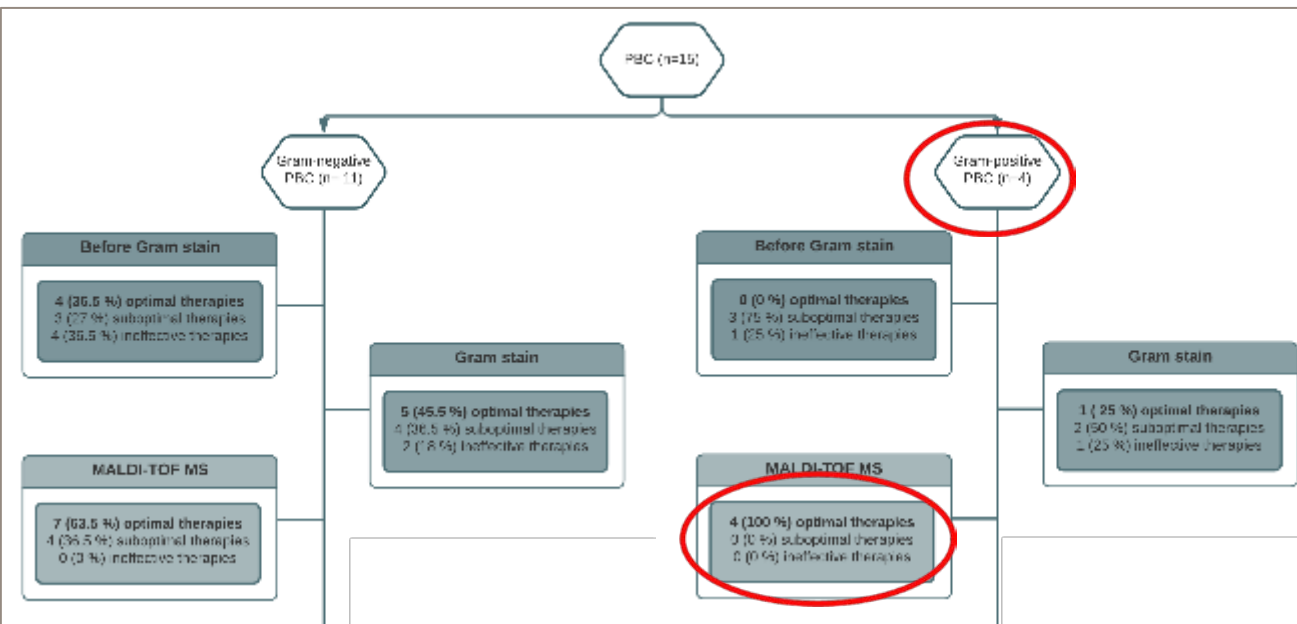 PBC (n=15)
Gram-negative
PBC (n= 11)
Gram-positive
PBC (n=4)
Before Gram stain
4 (36.5 %) optimal therapies
3 (27 %) suboptimal therapies
4 (36.5 %) ineffective therapies
Before Gram stain
0 (0 %) optimal therapies
3 (75 %) suboptimal therapies
1 (25 %) ineffective therapies
Gram stain
5 (45.5 %) optimal therapies
4 (36.5 %) suboptimal therapies
2 (18 %) ineffective therapies
Gram stain
1 ( 25 %) optimal therapies
2 (50 %) suboptimal therapies
1 (25 %) ineffective therapies
MALDI-TOF MS
7 (63.5 %) optimal therapies
4 (36.5 %) suboptimal therapies
0 (0 %) ineffective therapies
MALDI-TOF MS
4 (100 %) optimal therapies
0 (0 %) suboptimal therapies
0 (0 %) ineffective therapies